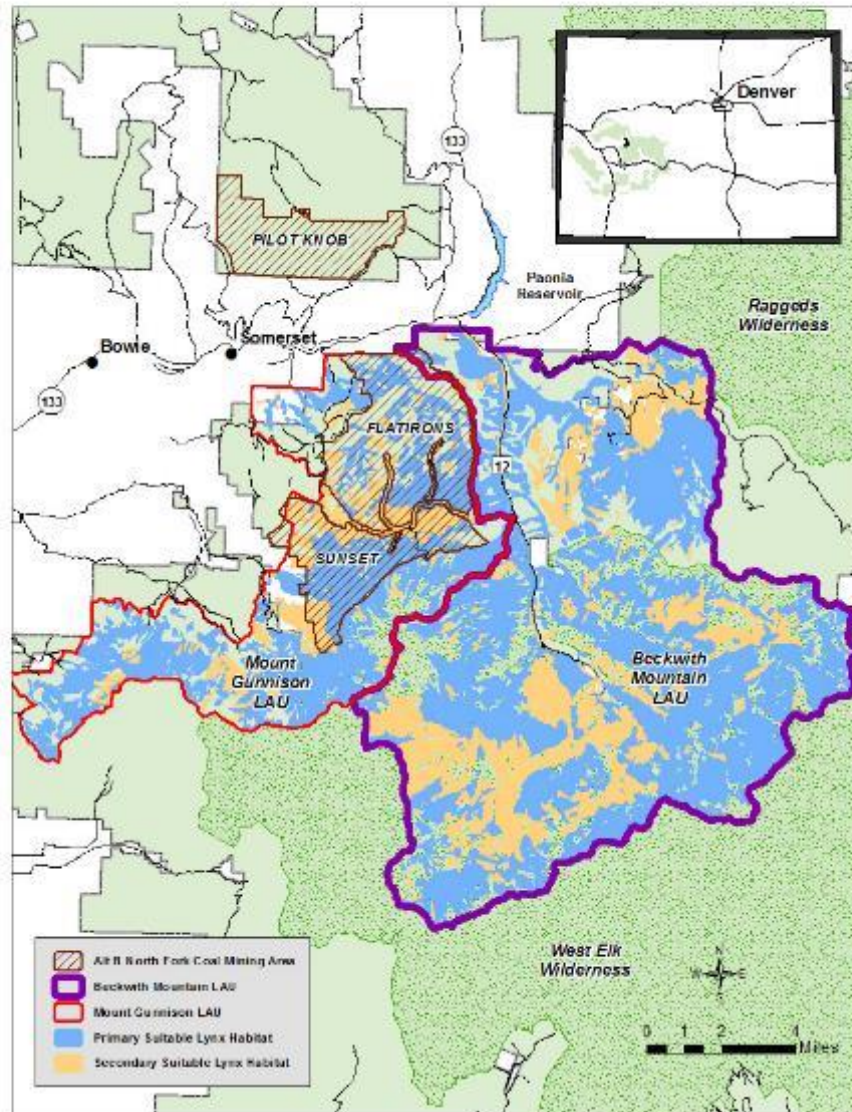 Denver
133
PILOT KNOB
Paonia
Reservoir
Raggeds
Wilderness
Bowie
Somerset
133
FLATIRONS
12
SUNSET
Mount
Gunnison
LAU
Beckwith
Mountain
LAU
West Elk
Wilderness
N
W E
S
Alt B North Fork Coal Mining Area
Beckwith Mountain LAU
Mount Gunnison LAU
Primary Suitable Lynx Habitat
Secondary Suitable Lynx Habitat
0 1 2 4
Miles